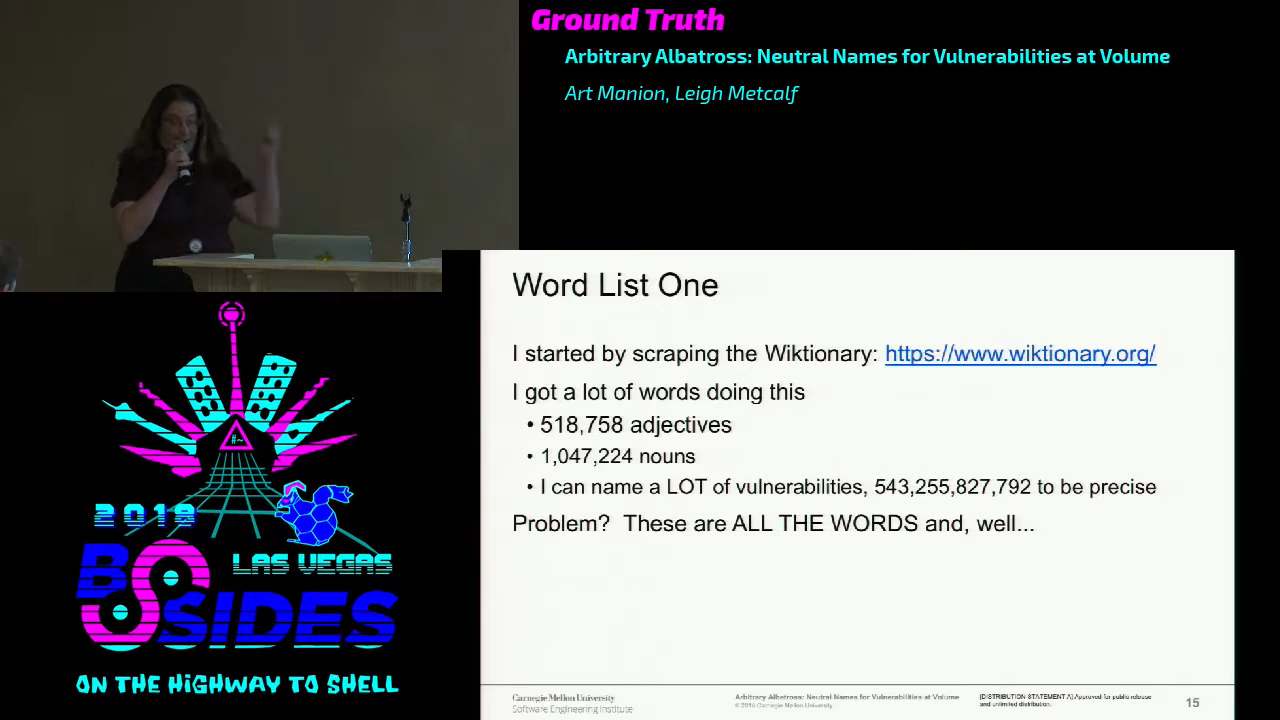 Ground Truth
Arbitrary Albatross: Neutral Names for Vulnerabilities at Volume
Art Manion, Leigh Metcalf
Word List One
I started by scraping the Wiktionary: https://www.wiktionary.org/
I got a lot of words doing this
• 518,758 adjectives
• 1,047,224 nouns
• I can name a LOT of vulnerabilities, 543,255,827,792 to be precise
Problem? These are ALL THE WORDS and, well...
#~
2019
LAS VEGAS
BSIDES
ON THE HIGHWAY TO SHELL
Carnegie Mellon University
Software Engineering Institute
Arbitrary Albatross: Neutral Names for Vulnerabilities at Volume
© 2019 Carnegie Mellon University
[DISTRIBUTION STATEMENT A] Approved for public release
and unlimited distribution.
15